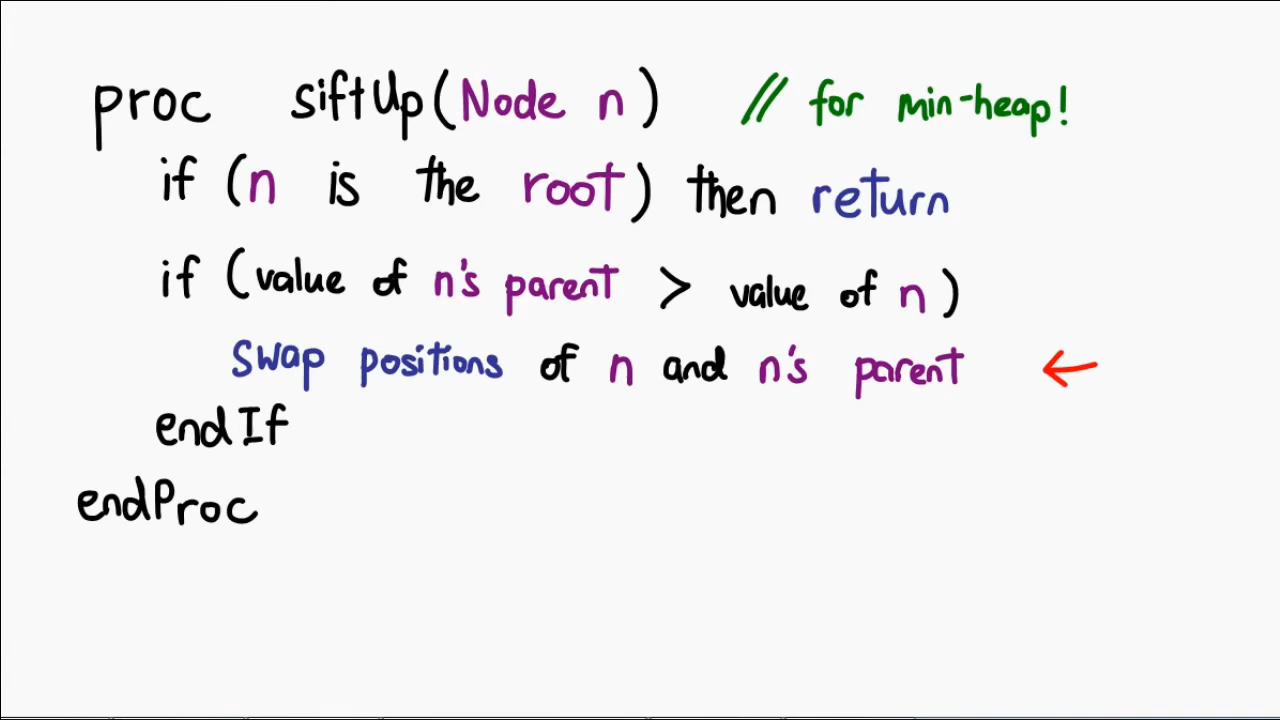 proc siftUp(Node n) // for min-heap!
if (n is the root) then return
if (value of n's parent > value of n)
swap positions of n and n's parent ←
endIf
endProc